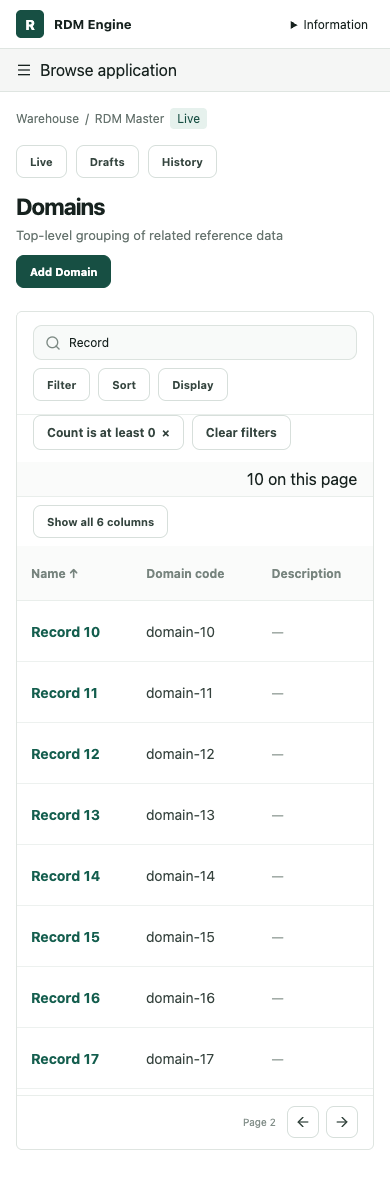 R RDM Engine ▶ Information
☰ Browse application
Warehouse / RDM Master Live
Live Drafts History
Domains
Top-level grouping of related reference data
Add Domain
Record
Filter Sort Display
Count is at least 0 × Clear filters
10 on this page
Show all 6 columns
Name ↑ Domain code Description
Record 10 domain-10 —
Record 11 domain-11 —
Record 12 domain-12 —
Record 13 domain-13 —
Record 14 domain-14 —
Record 15 domain-15 —
Record 16 domain-16 —
Record 17 domain-17 —
Page 2 ← →